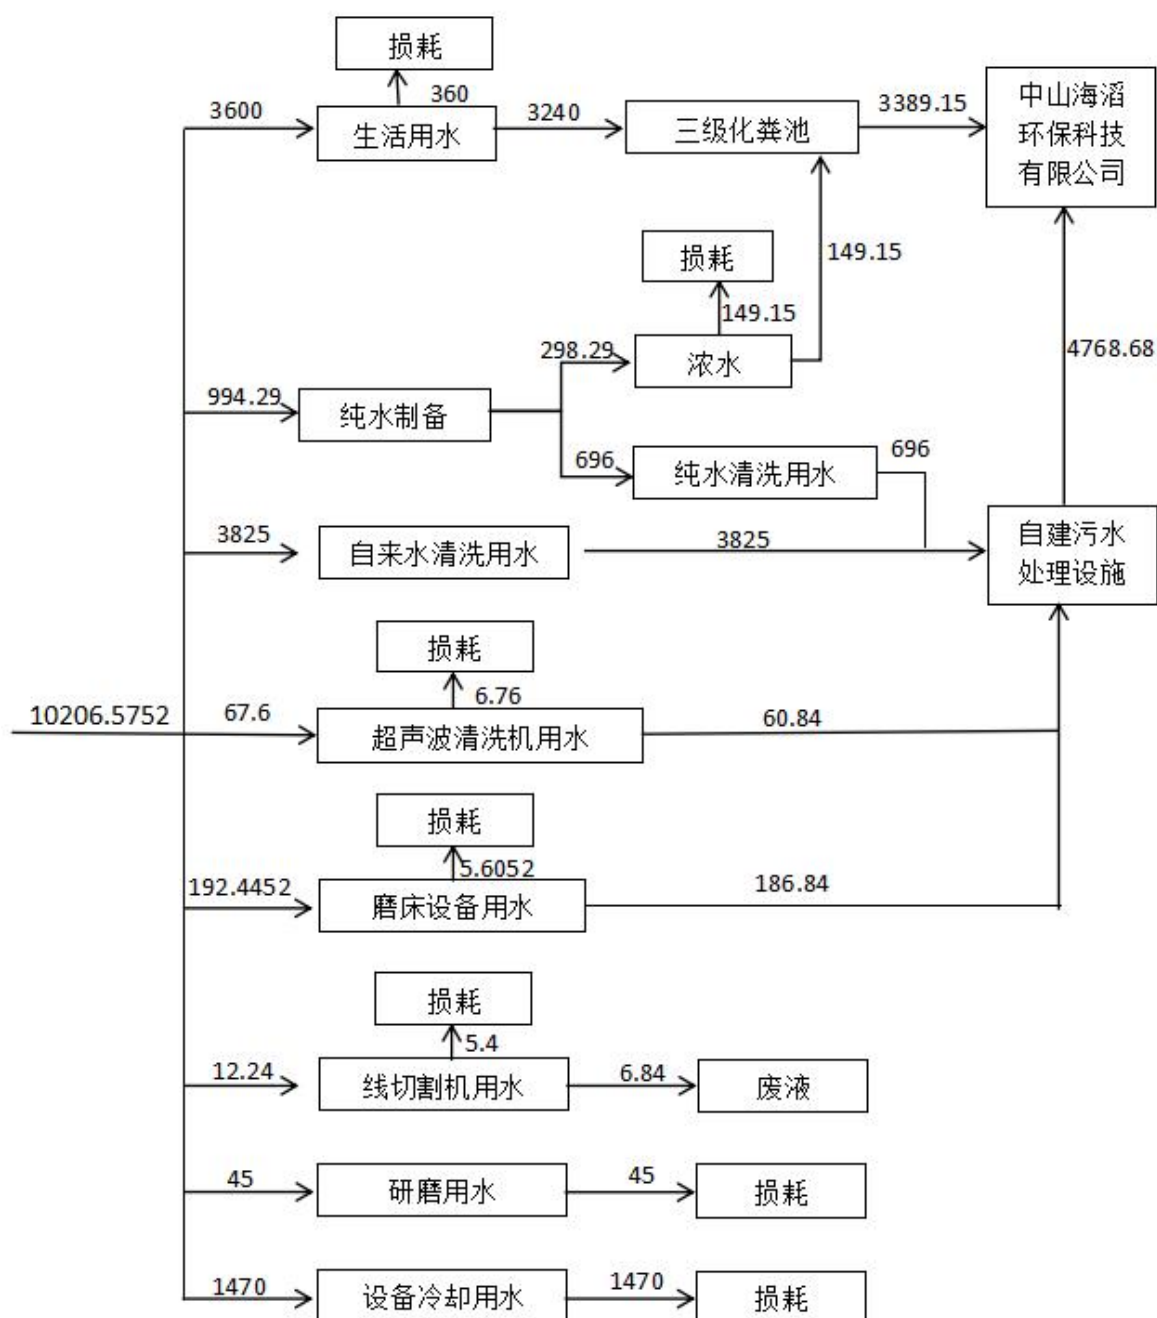 损耗
360
3600
生活用水
3240
三级化粪池
3389.15
中山海滔
环保科技
有限公司
损耗
149.15
149.15
298.29
浓水
4768.68
994.29
纯水制备
696
纯水清洗用水
696
3825
自来水清洗用水
3825
自建污水
处理设施
损耗
6.76
10206.5752
67.6
超声波清洗机用水
60.84
损耗
5.6052
192.4452
磨床设备用水
186.84
损耗
5.4
12.24
线切割机用水
6.84
废液
45
研磨用水
45
损耗
1470
设备冷却用水
1470
损耗